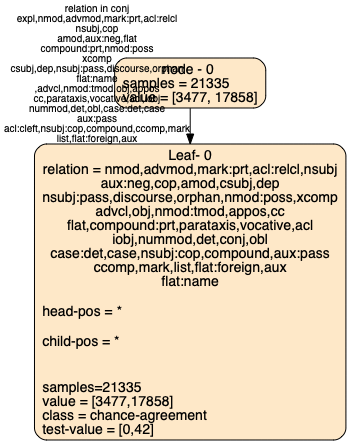 relation in conj
expl,nmod,advmod,mark:prt,acl:relcl
nsubj,cop
amod,aux:neg,flat
compound:prt,nmod:poss
xcomp
csubj,dep,nsubj:pass,discourse,orphan
flat:name
,advcl,nmod:tmod,obj,appos
cc,parataxis,vocative,acl,iobj
nummod,det,obl,case:det,case
aux:pass
acl:cleft,nsubj:cop,compound,ccomp,mark
list,flat:foreign,aux
node - 0
samples = 21335
value = [3477, 17858]
Leaf- 0
relation = nmod,advmod,mark:prt,acl:relcl,nsubj
aux:neg,cop,amod,csubj,dep
nsubj:pass,discourse,orphan,nmod:poss,xcomp
advcl,obj,nmod:tmod,appos,cc
flat,compound:prt,parataxis,vocative,acl
iobj,nummod,det,conj,obl
case:det,case,nsubj:cop,compound,aux:pass
ccomp,mark,list,flat:foreign,aux
flat:name
head-pos = *
child-pos = *
samples=21335
value = [3477,17858]
class = chance-agreement
test-value = [0,42]